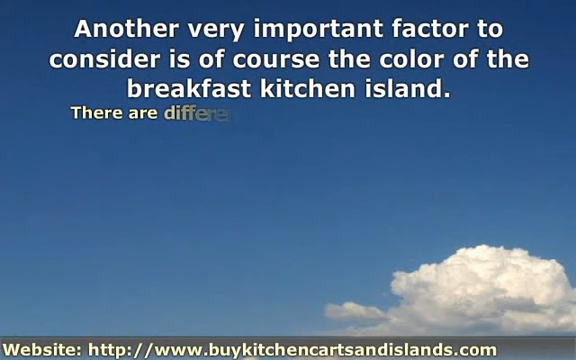 Another very important factor to
consider is of course the color of the
breakfast kitchen island.
There are differen
Website: http://www.buykitchencartsandislands.com